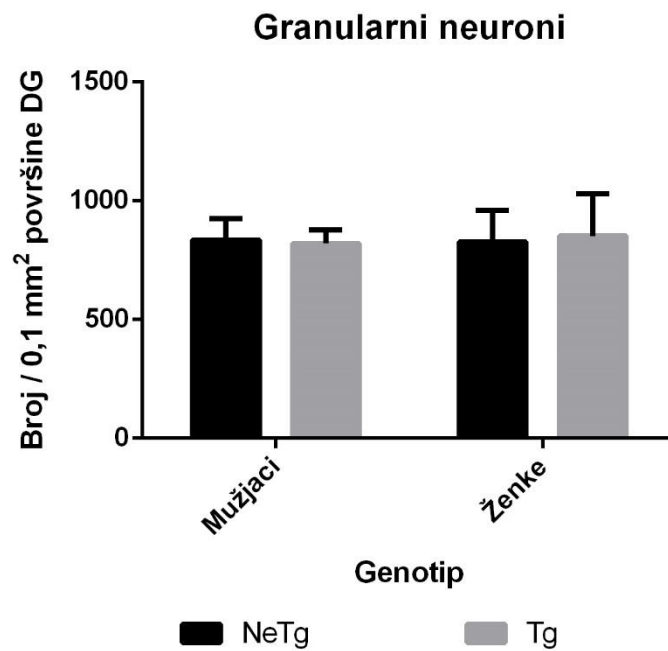 Granularni neuroni
Broj / 0,1 mm² površine DG
1500
1000
500
0
Mužjaci
Ženke
Genotip
NeTg
Tg